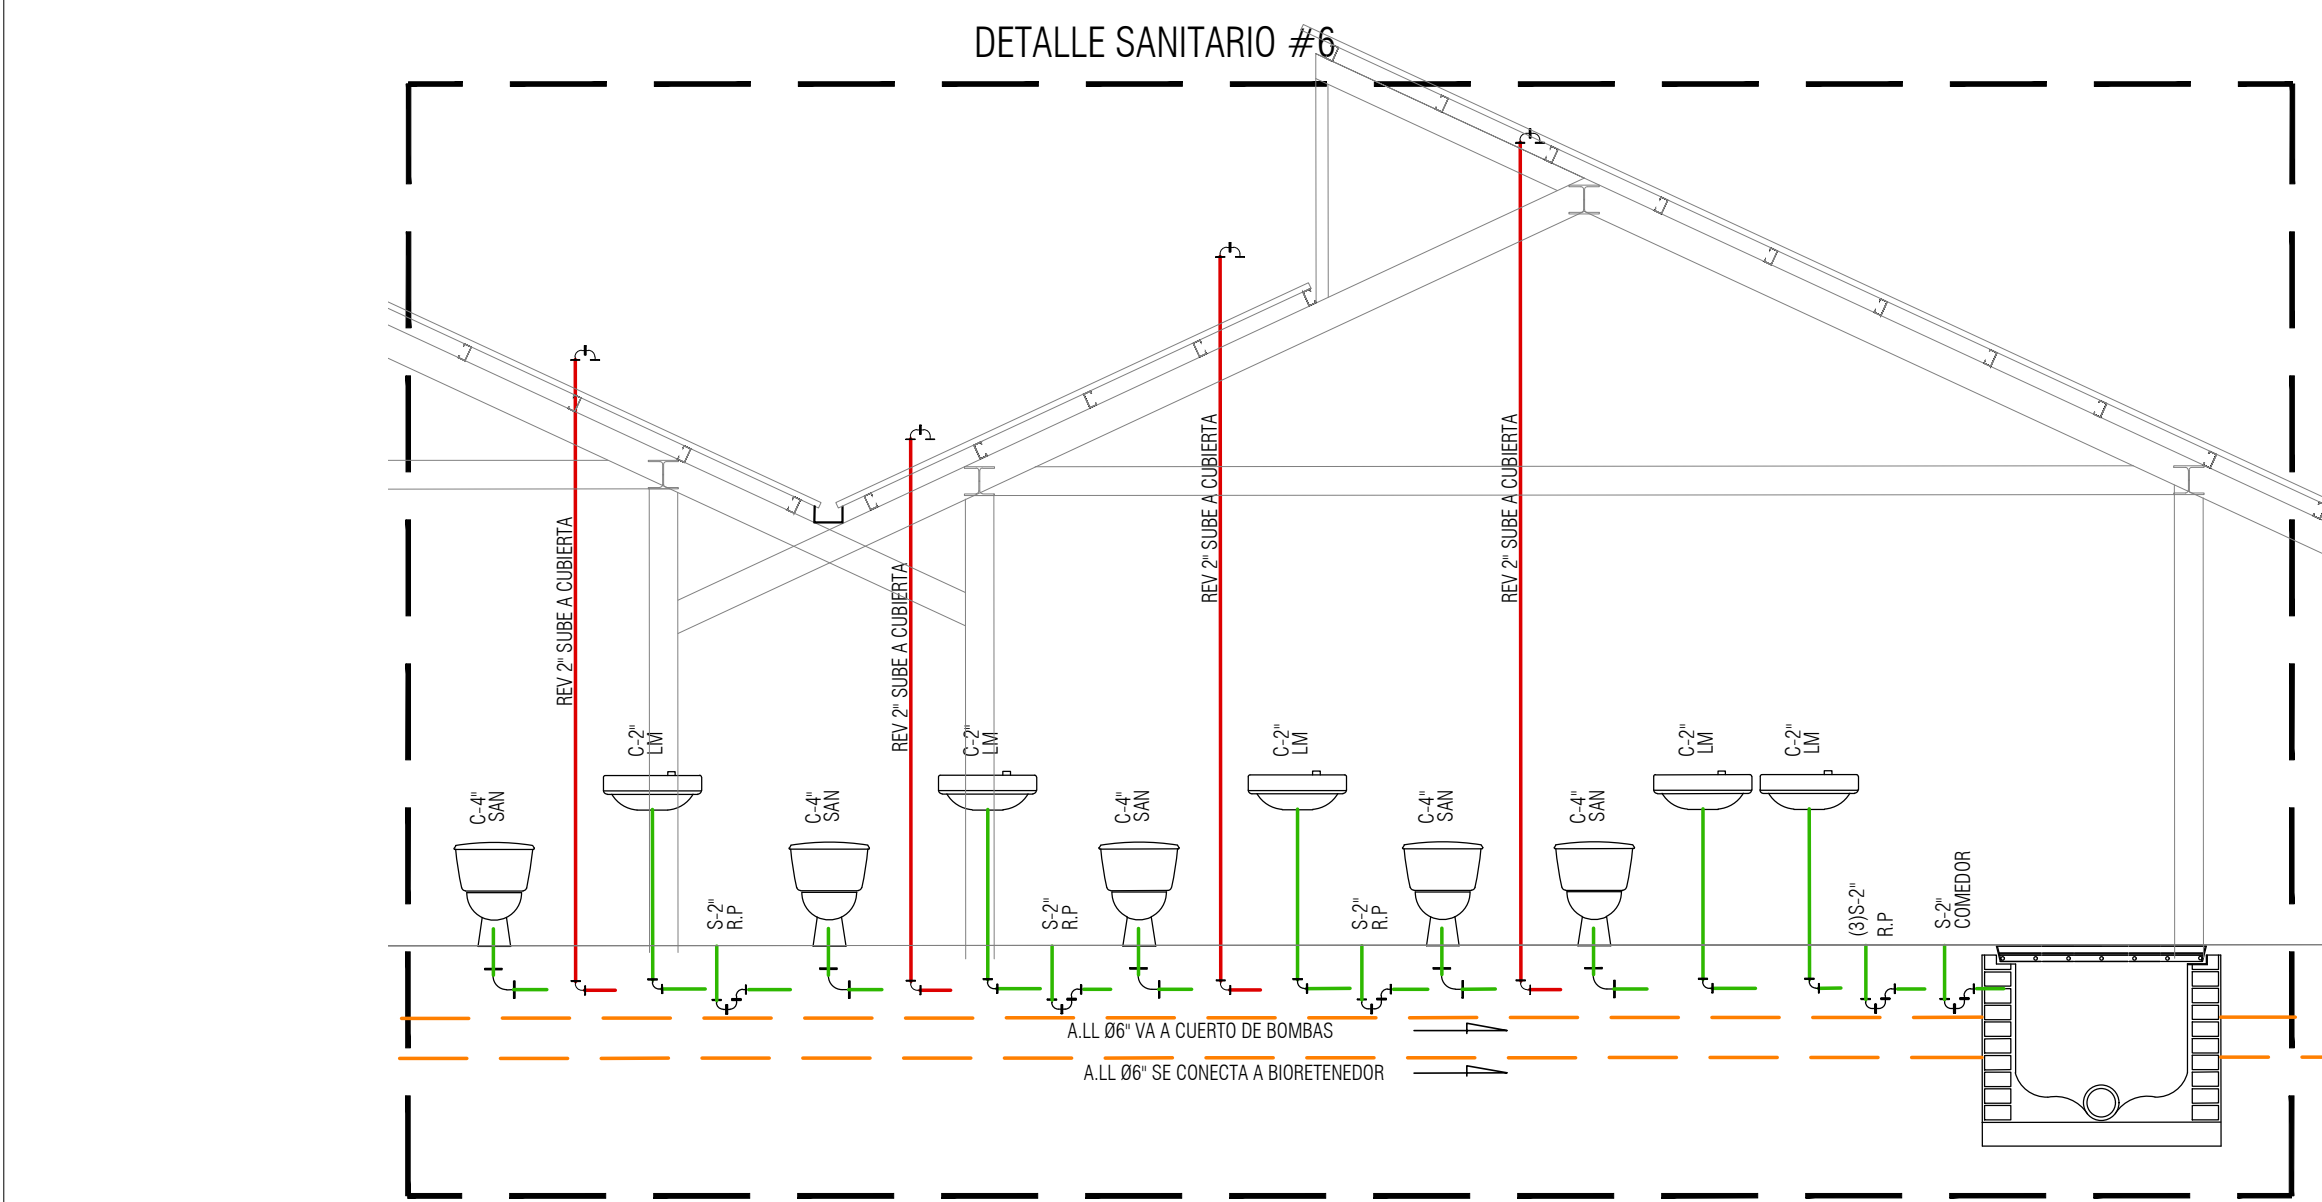 DETALLE SANITARIO #6
REV 2" SUBE A CUBIERTA
REV 2" SUBE A CUBIERTA
REV 2" SUBE A CUBIERTA
REV 2" SUBE A CUBIERTA
C-4"
SAN
C-2"
LM
S-2"
R.P
C-4"
SAN
C-2"
LM
S-2"
R.P
C-4"
SAN
C-2"
LM
S-2"
R.P
C-4"
SAN
C-4"
SAN
C-2"
LM
C-2"
LM
(3)S-2"
R.P
S-2"
COMEDOR
A.LL Ø6" VA A CUERTO DE BOMBAS
A.LL Ø6" SE CONECTA A BIORETENEDOR